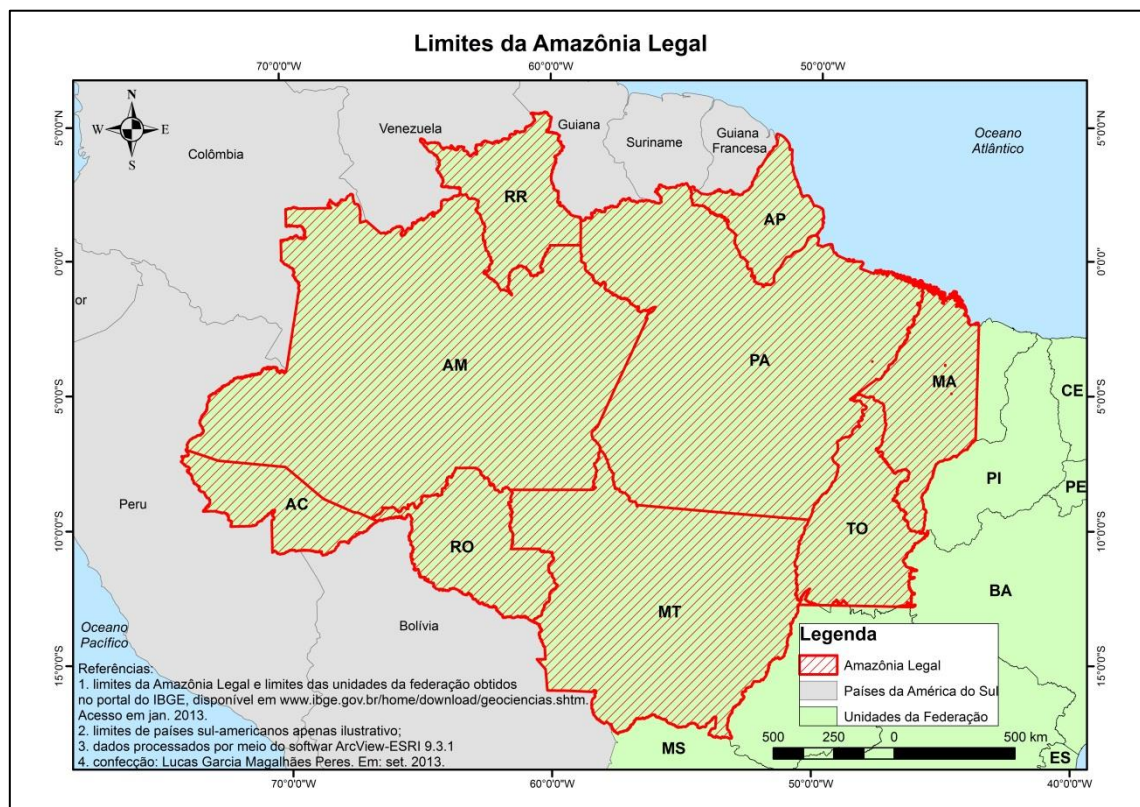 Limites da Amazônia Legal
70°0'0"W
60°0'0"W
50°0'0"W
N
W E
S
5°0'0"N
5°0'0"N
Venezuela
Guiana
Suriname
Guiana
Francesa
Oceano
Atlântico
Colômbia
RR
AP
0°0'0"
0°0'0"
or
AM
PA
MA
CE
5°0'0"S
5°0'0"S
PI
PE
Peru
AC
TO
10°0'0"S
10°0'0"S
RO
BA
MT
Bolívia
Oceano
Pacífico
15°0'0"S
15°0'0"S
Legenda
Amazônia Legal
Países da América do Sul
Unidades da Federação
Referências:
1. limites da Amazônia Legal e limites das unidades da federação obtidos
no portal do IBGE, disponível em www.ibge.gov.br/home/download/geociencias.shtm.
Acesso em jan. 2013.
2. limites de países sul-americanos apenas ilustrativo;
3. dados processados por meio do softwar ArcView-ESRI 9.3.1
4. confecção: Lucas Garcia Magalhães Peres. Em: set. 2013.
MS
500 250 0 500 km
ES
70°0'0"W
60°0'0"W
50°0'0"W
40°0'0"W